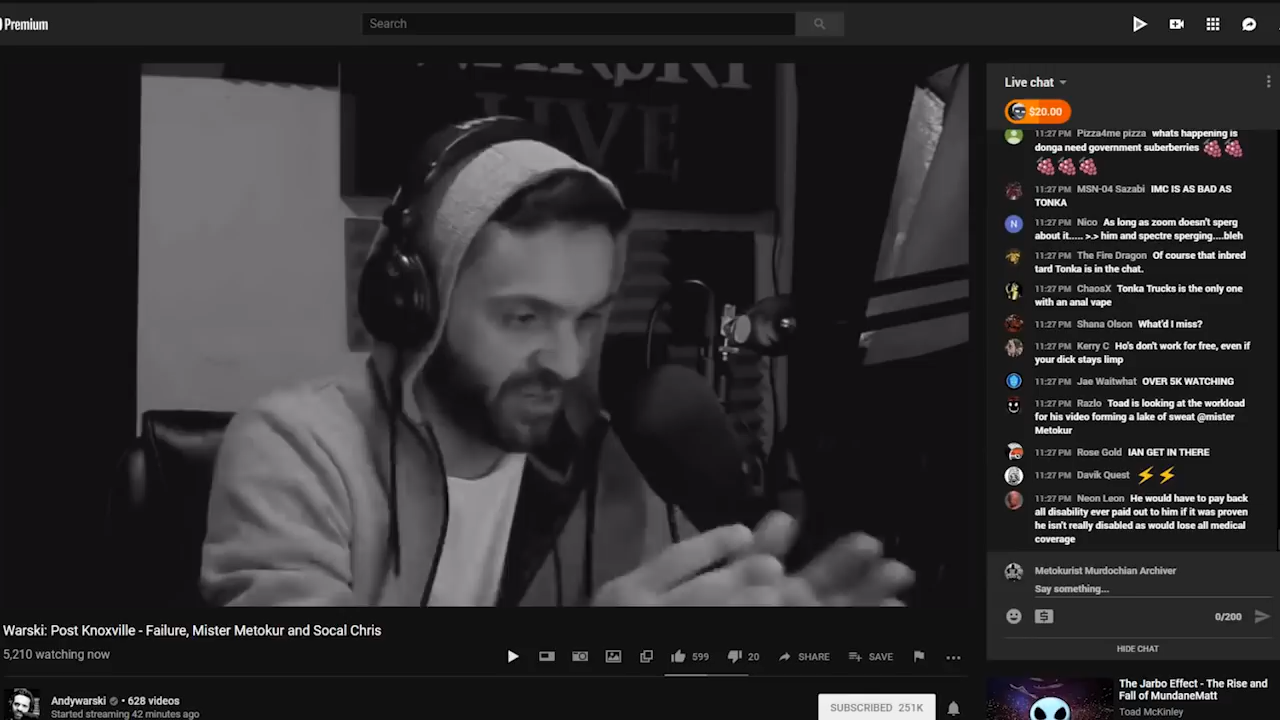 Premium
Search
WARSKI
LIVE
Live chat
$20.00
11:27 PM Pizza4me pizza whats happening is
donga need government suberberries
11:27 PM MSN-04 Sazabi IMC IS AS BAD AS
TONKA
N 11:27 PM Nico As long as zoom doesn't sperg
about it..... >.> him and spectre sperging....bleh
11:27 PM The Fire Dragon Of course that inbred
tard Tonka is in the chat.
11:27 PM ChaosX Tonka Trucks is the only one
with an anal vape
11:27 PM Shana Olson What'd I miss?
11:27 PM Kerry C Ho's don't work for free, even if
your dick stays limp
11:27 PM Jae Waitwhat OVER 5K WATCHING
11:27 PM Razlo Toad is looking at the workload
for his video forming a lake of sweat @mister
Metokur
11:27 PM Rose Gold IAN GET IN THERE
11:27 PM Davik Quest ⚡⚡
11:27 PM Neon Leon He would have to pay back
all disability ever paid out to him if it was proven
he isn't really disabled as would lose all medical
coverage
Metokurist Murdochian Archiver
Say something...
0/200
HIDE CHAT
Warski: Post Knoxville - Failure, Mister Metokur and Socal Chris
5,210 watching now
599 20 SHARE SAVE
Andywarski • 628 videos
Started streaming 42 minutes ago
SUBSCRIBED 251K
The Jarbo Effect - The Rise and
Fall of MundaneMatt
Toad McKinley